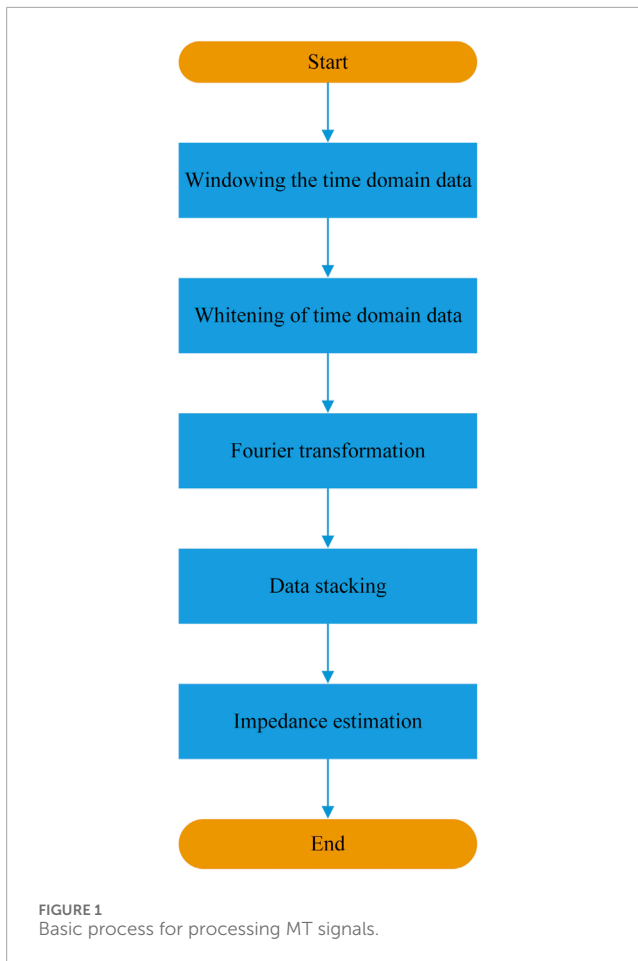 Start
Windowing the time domain data
Whitening of time domain data
Fourier transformation
Data stacking
Impedance estimation
End
FIGURE 1
Basic process for processing MT signals.